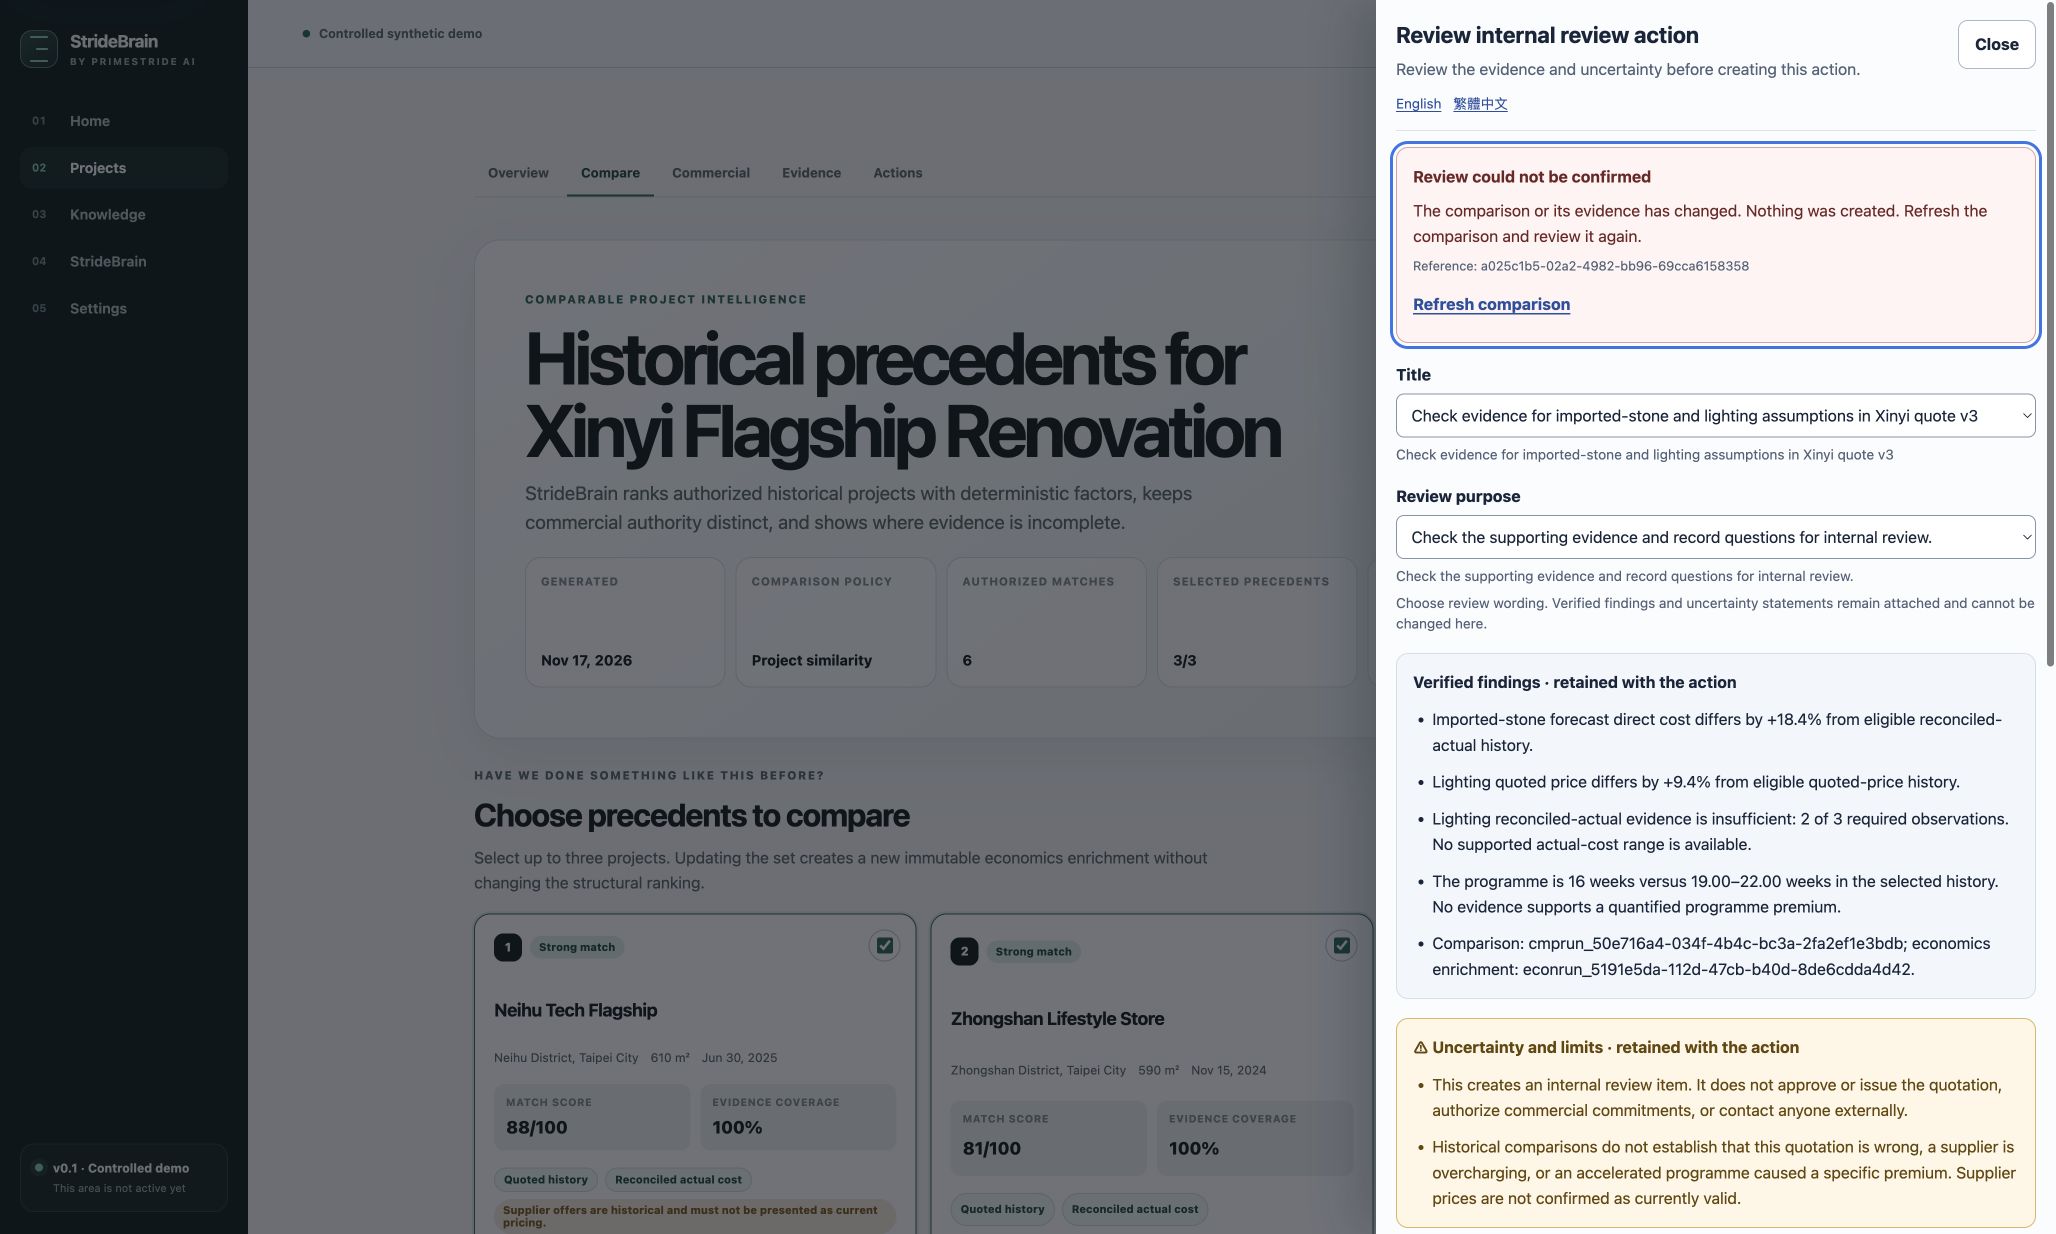 StrideBrain
BY PRIMESTRIDE AI
01 Home
02 Projects
03 Knowledge
04 StrideBrain
05 Settings
v0.1 · Controlled demo
This area is not active yet
Controlled synthetic demo
Overview Compare Commercial Evidence Actions
COMPARABLE PROJECT INTELLIGENCE
Historical precedents for
Xinyi Flagship Renovation
StrideBrain ranks authorized historical projects with deterministic factors, keeps
commercial authority distinct, and shows where evidence is incomplete.
GENERATED
Nov 17, 2026
COMPARISON POLICY
Project similarity
AUTHORIZED MATCHES
6
SELECTED PRECEDENTS
3/3
HAVE WE DONE SOMETHING LIKE THIS BEFORE?
Choose precedents to compare
Select up to three projects. Updating the set creates a new immutable economics enrichment without
changing the structural ranking.
1 Strong match
Neihu Tech Flagship
Neihu District, Taipei City 610 m² Jun 30, 2025
MATCH SCORE
88/100
EVIDENCE COVERAGE
100%
Quoted history Reconciled actual cost
Supplier offers are historical and must not be presented as current
pricing.
2 Strong match
Zhongshan Lifestyle Store
Zhongshan District, Taipei City 590 m² Nov 15, 2024
MATCH SCORE
81/100
EVIDENCE COVERAGE
100%
Quoted history Reconciled actual cost
Review internal review action
Close
Review the evidence and uncertainty before creating this action.
English 繁體中文
Review could not be confirmed
The comparison or its evidence has changed. Nothing was created. Refresh the
comparison and review it again.
Reference: a025c1b5-02a2-4982-bb96-69cca6158358
Refresh comparison
Title
Check evidence for imported-stone and lighting assumptions in Xinyi quote v3
Check evidence for imported-stone and lighting assumptions in Xinyi quote v3
Review purpose
Check the supporting evidence and record questions for internal review.
Check the supporting evidence and record questions for internal review.
Choose review wording. Verified findings and uncertainty statements remain attached and cannot be
changed here.
Verified findings · retained with the action
• Imported-stone forecast direct cost differs by +18.4% from eligible reconciled-
actual history.
• Lighting quoted price differs by +9.4% from eligible quoted-price history.
• Lighting reconciled-actual evidence is insufficient: 2 of 3 required observations.
No supported actual-cost range is available.
• The programme is 16 weeks versus 19.00–22.00 weeks in the selected history.
No evidence supports a quantified programme premium.
• Comparison: cmprun_50e716a4-034f-4b4c-bc3a-2fa2ef1e3bdb; economics
enrichment: econrun_5191e5da-112d-47cb-b40d-8de6cdda4d42.
⚠ Uncertainty and limits · retained with the action
• This creates an internal review item. It does not approve or issue the quotation,
authorize commercial commitments, or contact anyone externally.
• Historical comparisons do not establish that this quotation is wrong, a supplier is
overcharging, or an accelerated programme caused a specific premium. Supplier
prices are not confirmed as currently valid.